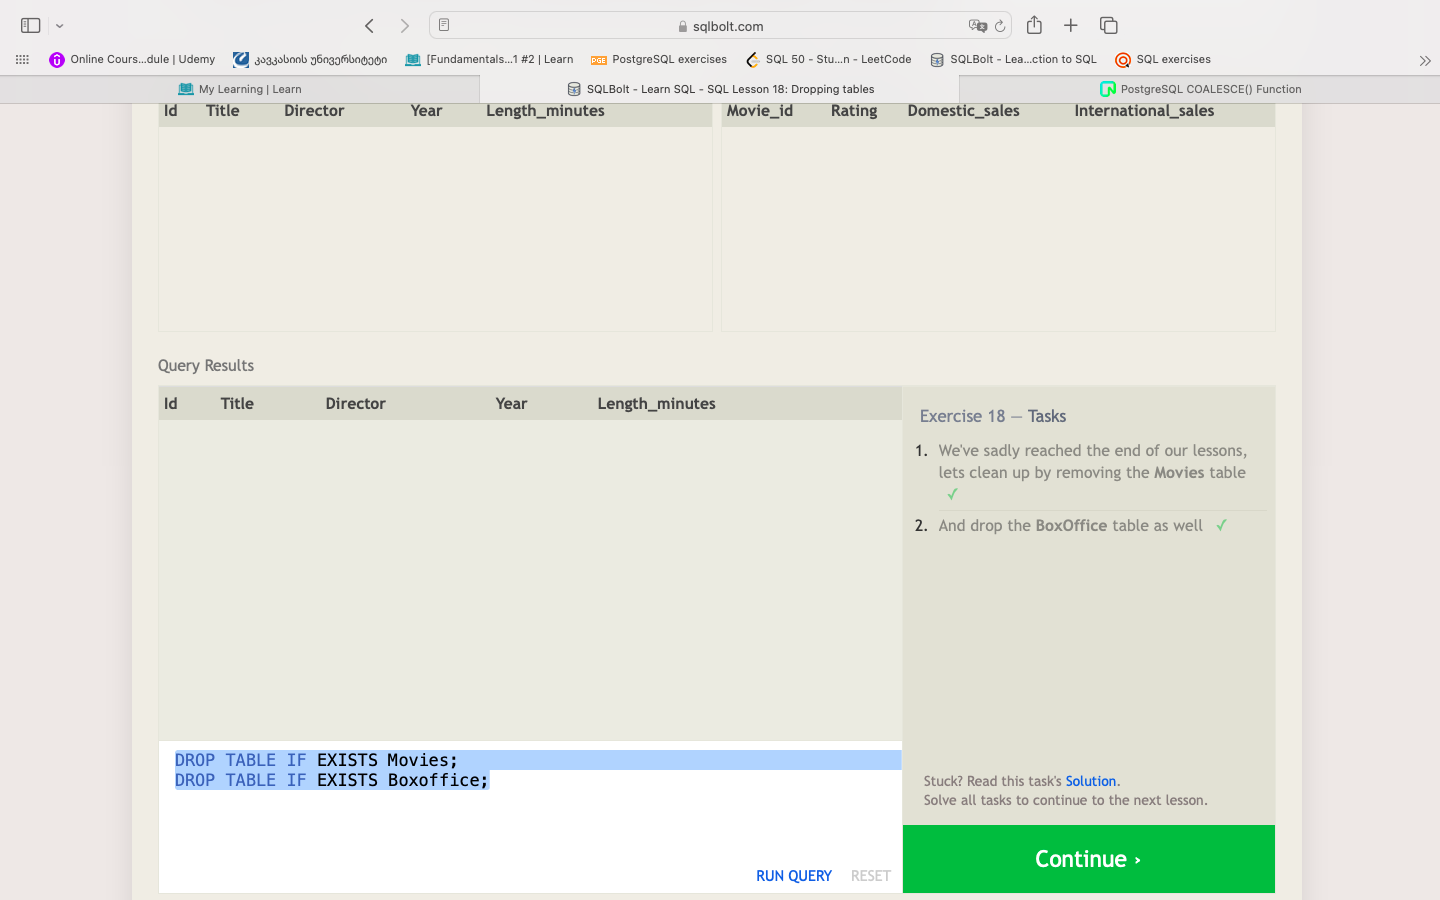 sqlbolt.com
Online Cours...dule | Udemy
კავკასიის უნივერსიტეტი
[Fundamentals...1 #2 | Learn
PGE PostgreSQL exercises
SQL 50 - Stu...n - LeetCode
SQLBolt - Lea...ction to SQL
SQL exercises
My Learning | Learn
SQLBolt - Learn SQL - SQL Lesson 18: Dropping tables
PostgreSQL COALESCE() Function
Id Title Director Year Length_minutes
Movie_id Rating Domestic_sales International_sales
Query Results
Id Title Director Year Length_minutes
Exercise 18 — Tasks
1. We've sadly reached the end of our lessons,
lets clean up by removing the Movies table
✓
2. And drop the BoxOffice table as well ✓
DROP TABLE IF EXISTS Movies;
DROP TABLE IF EXISTS Boxoffice;
Stuck? Read this task's Solution.
Solve all tasks to continue to the next lesson.
RUN QUERY RESET
Continue ›